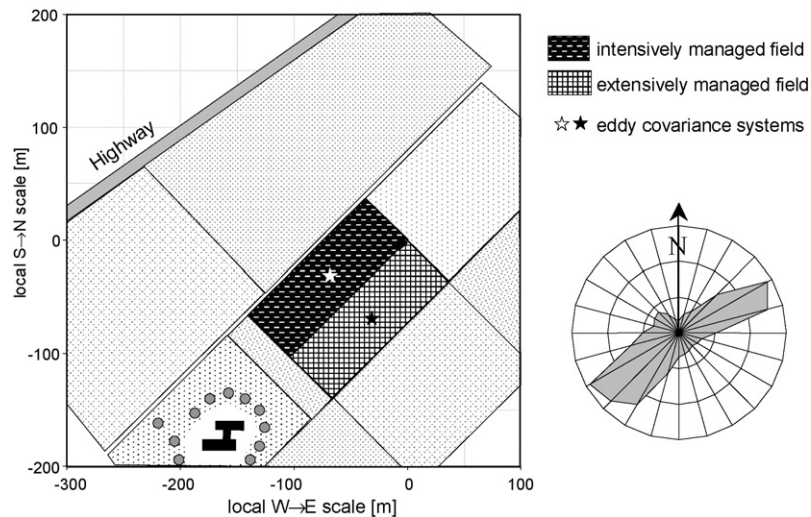 200
100
0
-100
-200
local S→N scale [m]
Highway
-300
-200
-100
0
100
local W→E scale [m]
intensively managed field
extensively managed field
☆★ eddy covariance systems
N